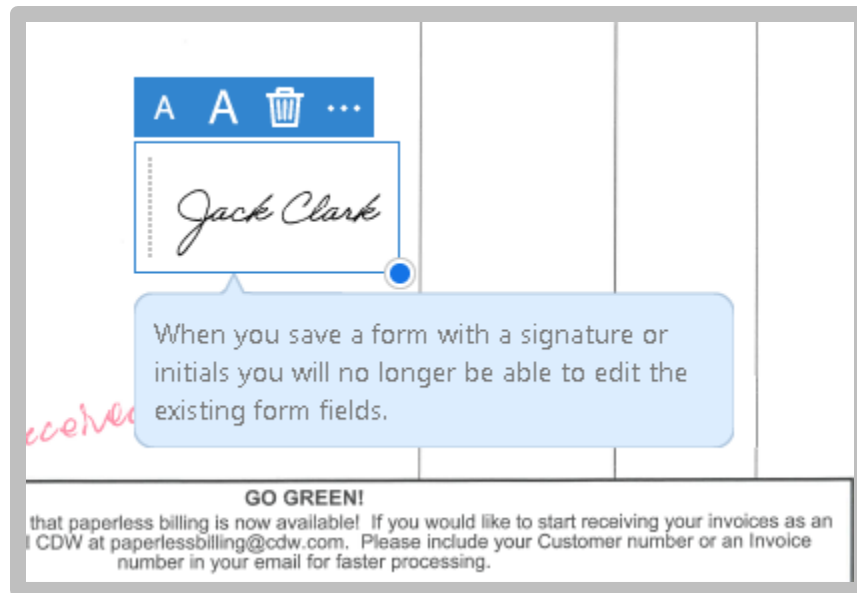 A A ...
Jack Clark
When you save a form with a signature or
initials you will no longer be able to edit the
existing form fields.
GO GREEN!
that paperless billing is now available! If you would like to start receiving your invoices as an
CDW at paperlessbilling@cdw.com. Please include your Customer number or an Invoice
number in your email for faster processing.